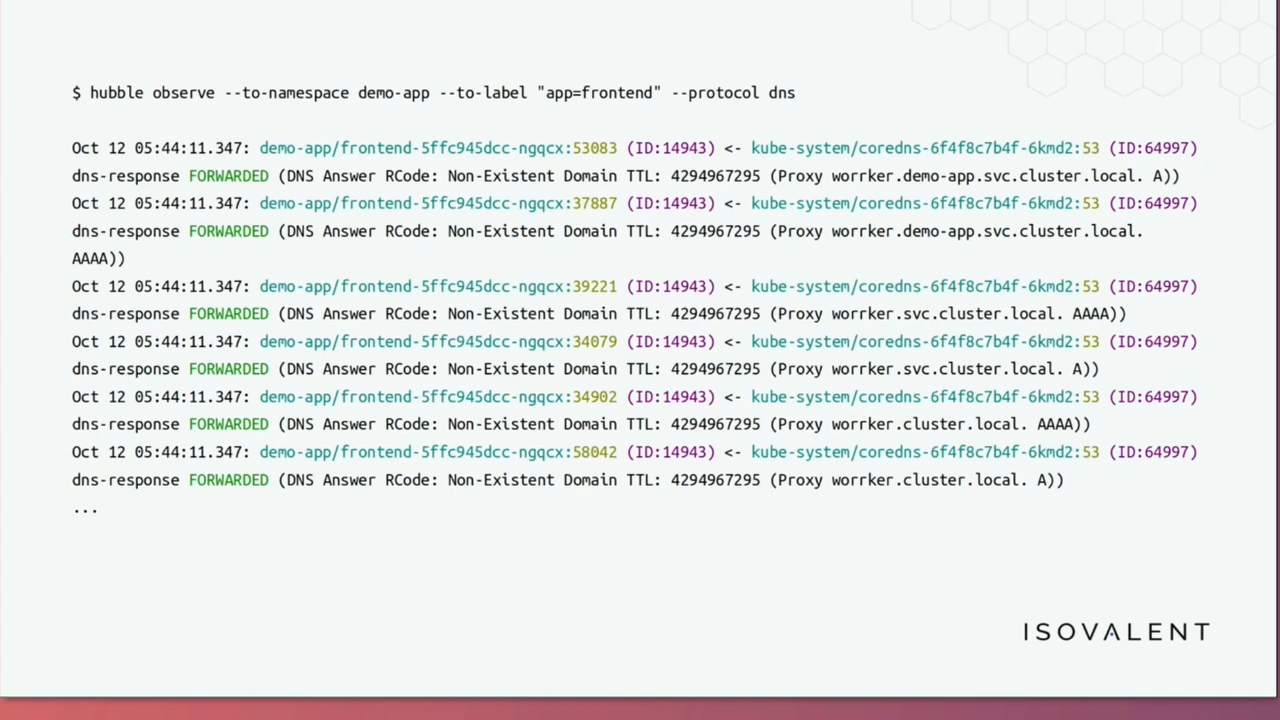 $ hubble observe --to-namespace demo-app --to-label "app=frontend" --protocol dns
Oct 12 05:44:11.347: demo-app/frontend-5ffc945dcc-ngqcx:53083 (ID:14943) <- kube-system/coredns-6f4f8c7b4f-6kmd2:53 (ID:64997)
dns-response FORWARDED (DNS Answer RCode: Non-Existent Domain TTL: 4294967295 (Proxy worrker.demo-app.svc.cluster.local. A))
Oct 12 05:44:11.347: demo-app/frontend-5ffc945dcc-ngqcx:37887 (ID:14943) <- kube-system/coredns-6f4f8c7b4f-6kmd2:53 (ID:64997)
dns-response FORWARDED (DNS Answer RCode: Non-Existent Domain TTL: 4294967295 (Proxy worrker.demo-app.svc.cluster.local.
AAAA))
Oct 12 05:44:11.347: demo-app/frontend-5ffc945dcc-ngqcx:39221 (ID:14943) <- kube-system/coredns-6f4f8c7b4f-6kmd2:53 (ID:64997)
dns-response FORWARDED (DNS Answer RCode: Non-Existent Domain TTL: 4294967295 (Proxy worrker.svc.cluster.local. AAAA))
Oct 12 05:44:11.347: demo-app/frontend-5ffc945dcc-ngqcx:34079 (ID:14943) <- kube-system/coredns-6f4f8c7b4f-6kmd2:53 (ID:64997)
dns-response FORWARDED (DNS Answer RCode: Non-Existent Domain TTL: 4294967295 (Proxy worrker.svc.cluster.local. A))
Oct 12 05:44:11.347: demo-app/frontend-5ffc945dcc-ngqcx:34902 (ID:14943) <- kube-system/coredns-6f4f8c7b4f-6kmd2:53 (ID:64997)
dns-response FORWARDED (DNS Answer RCode: Non-Existent Domain TTL: 4294967295 (Proxy worrker.cluster.local. AAAA))
Oct 12 05:44:11.347: demo-app/frontend-5ffc945dcc-ngqcx:58042 (ID:14943) <- kube-system/coredns-6f4f8c7b4f-6kmd2:53 (ID:64997)
dns-response FORWARDED (DNS Answer RCode: Non-Existent Domain TTL: 4294967295 (Proxy worrker.cluster.local. A))
...
ISOVALENT